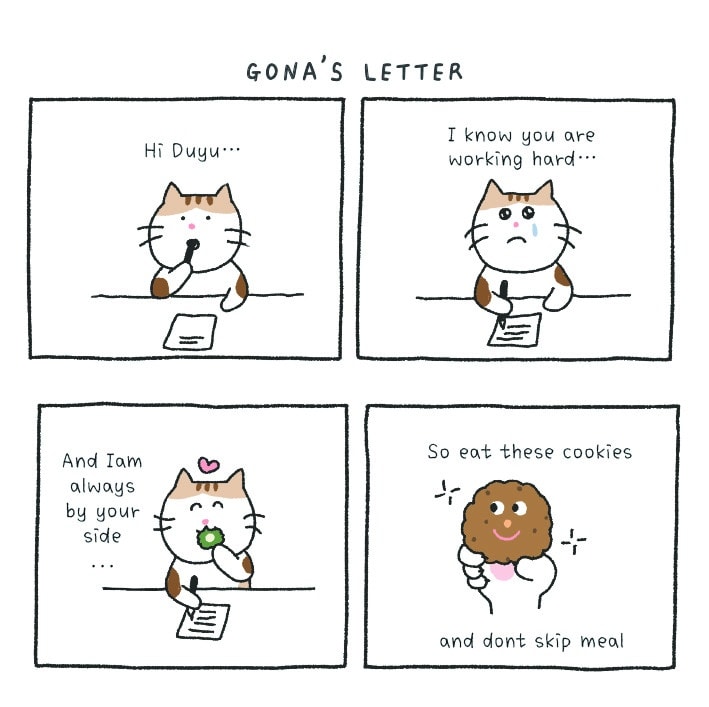 GONA'S LETTER
Hi Duyu...
I know you are
working hard...
And Iam
always
by your
side
...
So eat these cookies
and dont skip meal